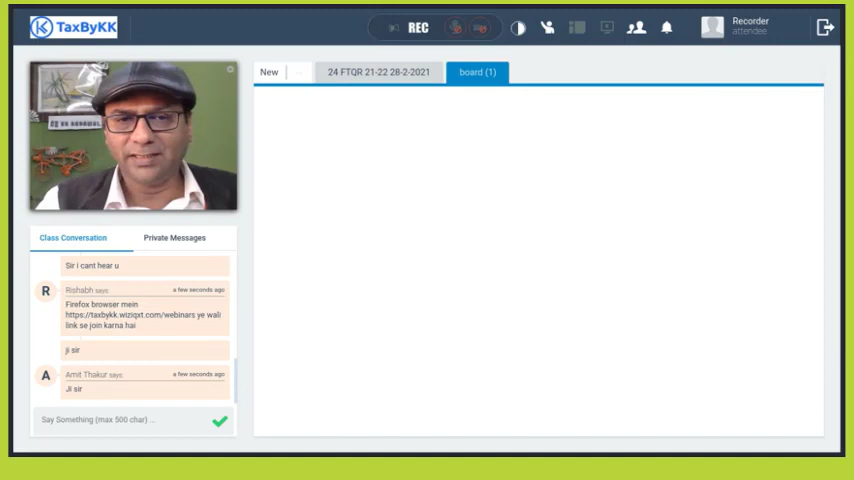 TaxByKK
REC
Recorder
attendee
New
24 FTQR 21-22 28-2-2021
board (1)
Class Conversation
Private Messages
Sir i cant hear u
R
Rishabh says:
a few seconds ago
Firefox browser mein
https://taxbykk.wiziqxt.com/webinars ye wali
link se join karna hai
ji sir
A
Amit Thakur says:
a few seconds ago
Ji sir
Say Something (max 500 char) ...